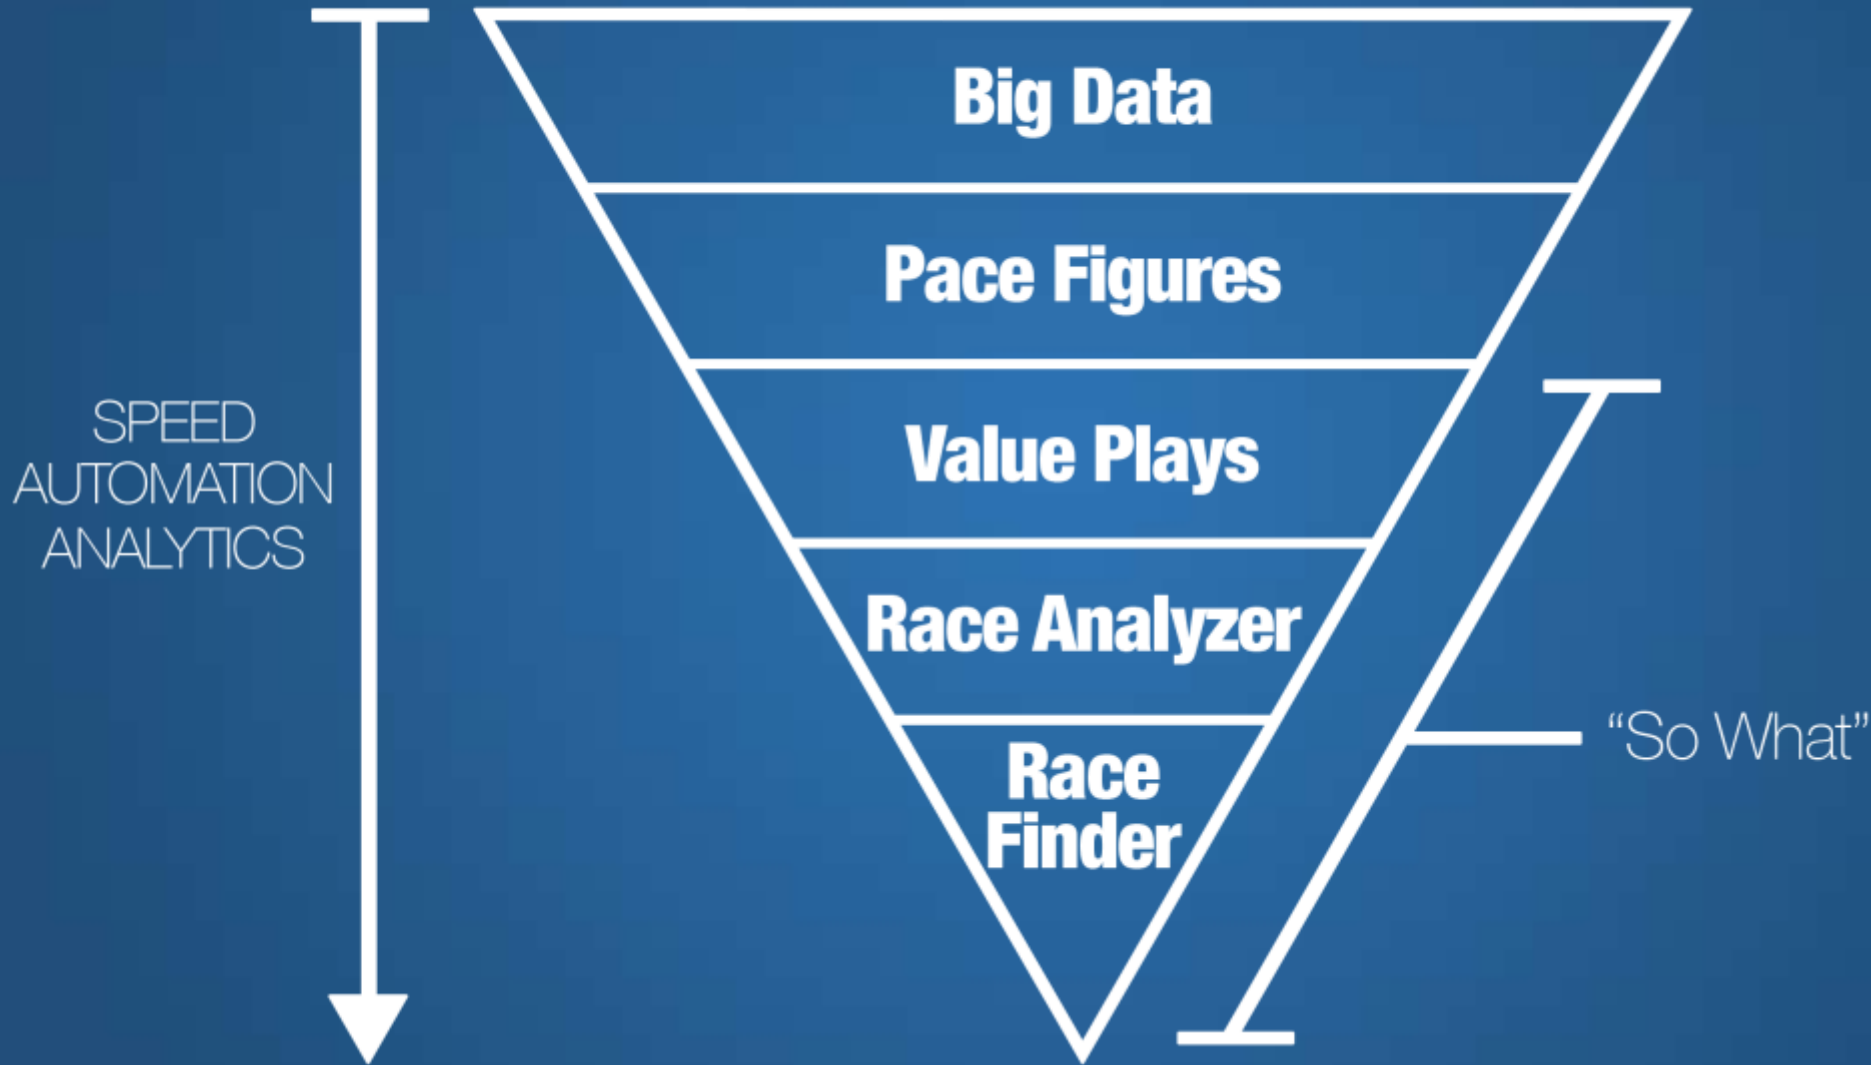 Big Data
Pace Figures
Value Plays
Race Analyzer
Race
Finder
SPEED
AUTOMATION
ANALYTICS
“So What”